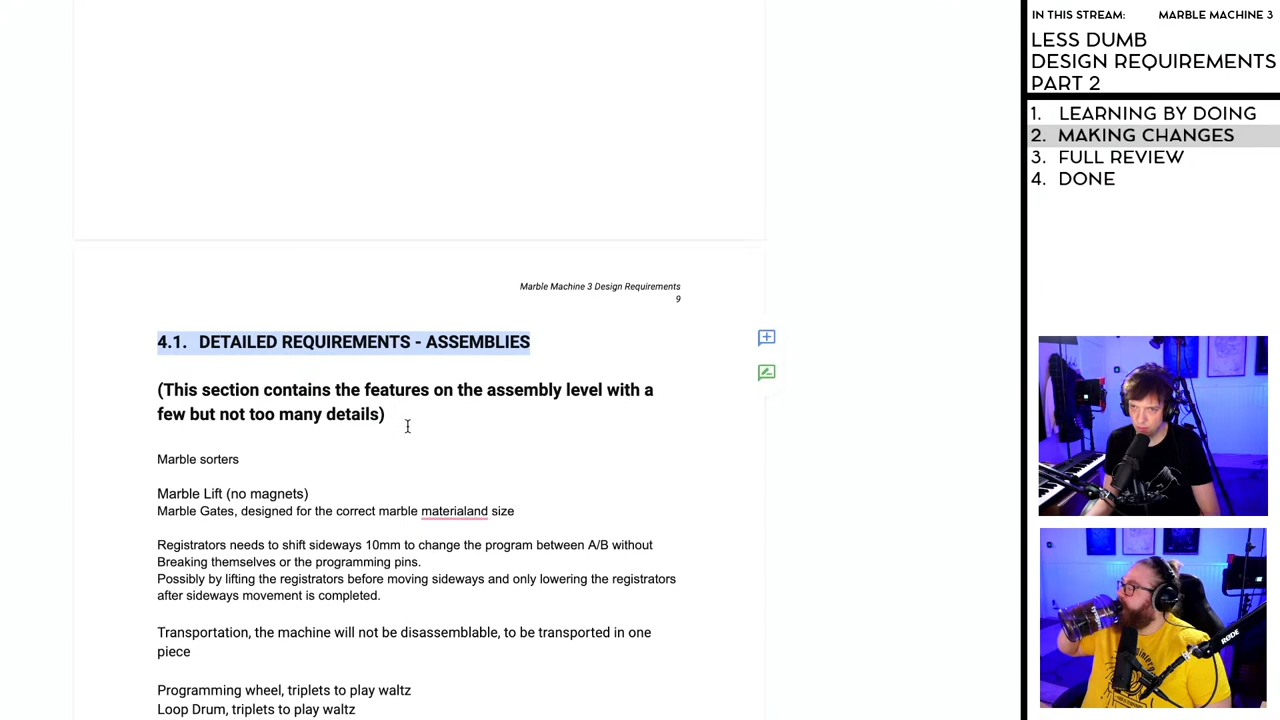 Marble Machine 3 Design Requirements
9
4.1. DETAILED REQUIREMENTS - ASSEMBLIES
(This section contains the features on the assembly level with a
few but not too many details)
Marble sorters
Marble Lift (no magnets)
Marble Gates, designed for the correct marble materialand size
Registrators needs to shift sideways 10mm to change the program between A/B without
Breaking themselves or the programming pins.
Possibly by lifting the registrators before moving sideways and only lowering the registrators
after sideways movement is completed.
Transportation, the machine will not be disassemblable, to be transported in one
piece
Programming wheel, triplets to play waltz
Loop Drum, triplets to play waltz
IN THIS STREAM: MARBLE MACHINE 3
LESS DUMB
DESIGN REQUIREMENTS
PART 2
1. LEARNING BY DOING
2. MAKING CHANGES
3. FULL REVIEW
4. DONE
RØDE